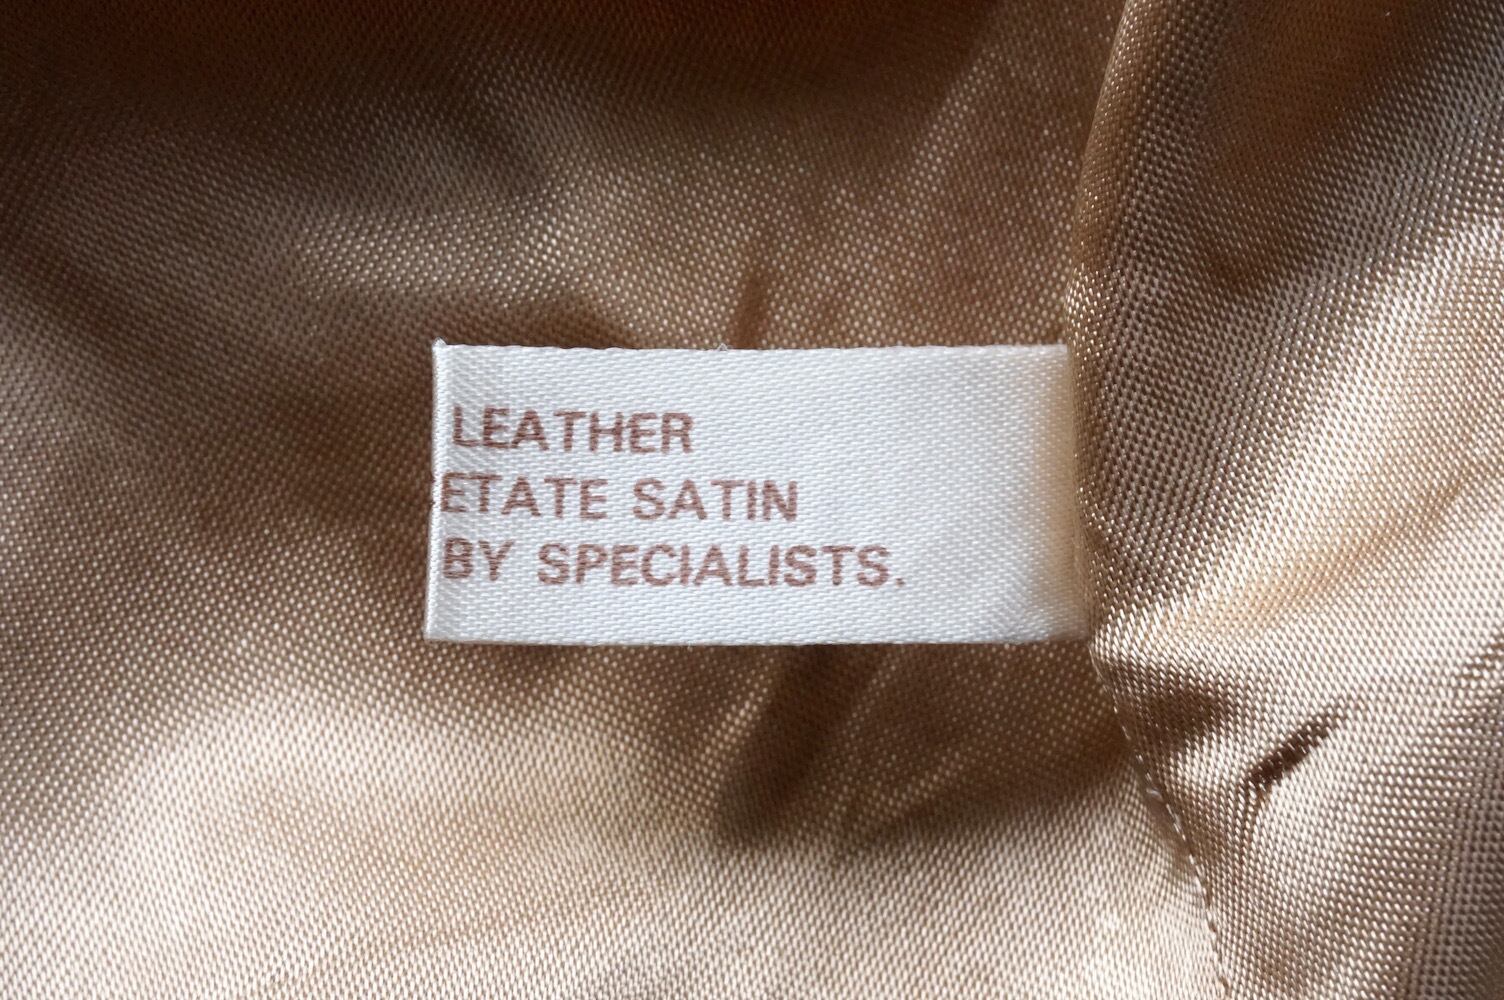 LEATHER
ETATE SATIN
BY SPECIALISTS.